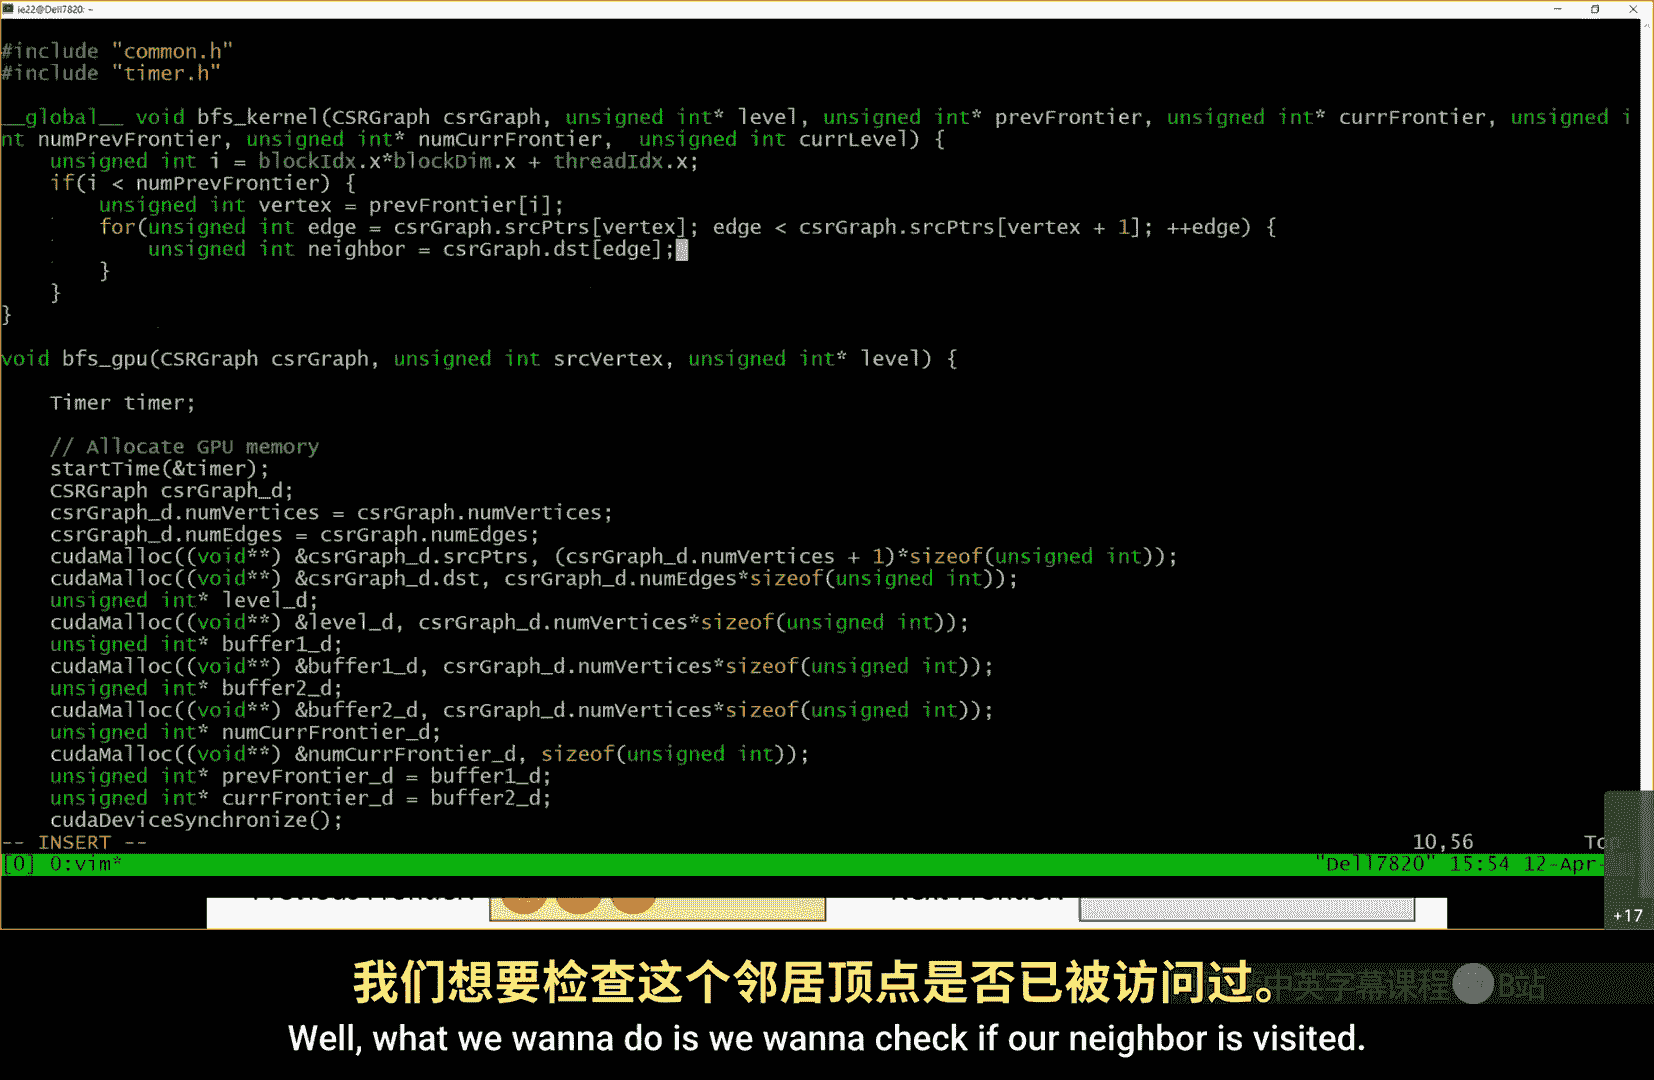 ie22@Dell7820: ~
#include "common.h"
#include "timer.h"
__global__ void bfs_kernel(CSRGraph csrGraph, unsigned int* level, unsigned int* prevFrontier, unsigned int* currFrontier, unsigned i
nt numPrevFrontier, unsigned int* numCurrFrontier,  unsigned int currLevel) {
    unsigned int i = blockIdx.x*blockDim.x + threadIdx.x;
    if(i < numPrevFrontier) {
        unsigned int vertex = prevFrontier[i];
        for(unsigned int edge = csrGraph.srcPtrs[vertex]; edge < csrGraph.srcPtrs[vertex + 1]; ++edge) {
            unsigned int neighbor = csrGraph.dst[edge];
        }
    }
}
void bfs_gpu(CSRGraph csrGraph, unsigned int srcVertex, unsigned int* level) {
    Timer timer;
    // Allocate GPU memory
    startTime(&timer);
    CSRGraph csrGraph_d;
    csrGraph_d.numVertices = csrGraph.numVertices;
    csrGraph_d.numEdges = csrGraph.numEdges;
    cudaMalloc((void**) &csrGraph_d.srcPtrs, (csrGraph_d.numVertices + 1)*sizeof(unsigned int));
    cudaMalloc((void**) &csrGraph_d.dst, csrGraph_d.numEdges*sizeof(unsigned int));
    unsigned int* level_d;
    cudaMalloc((void**) &level_d, csrGraph_d.numVertices*sizeof(unsigned int));
    unsigned int* buffer1_d;
    cudaMalloc((void**) &buffer1_d, csrGraph_d.numVertices*sizeof(unsigned int));
    unsigned int* buffer2_d;
    cudaMalloc((void**) &buffer2_d, csrGraph_d.numVertices*sizeof(unsigned int));
    unsigned int* numCurrFrontier_d;
    cudaMalloc((void**) &numCurrFrontier_d, sizeof(unsigned int));
    unsigned int* prevFrontier_d = buffer1_d;
    unsigned int* currFrontier_d = buffer2_d;
    cudaDeviceSynchronize();
-- INSERT -- 10,56 Top
[0] 0:vim* "Dell7820" 15:54 12-Apr-
+17
我们想要检查这个邻居顶点是否已被访问过。
中英字幕课程 B站
Well, what we wanna do is we wanna check if our neighbor is visited.